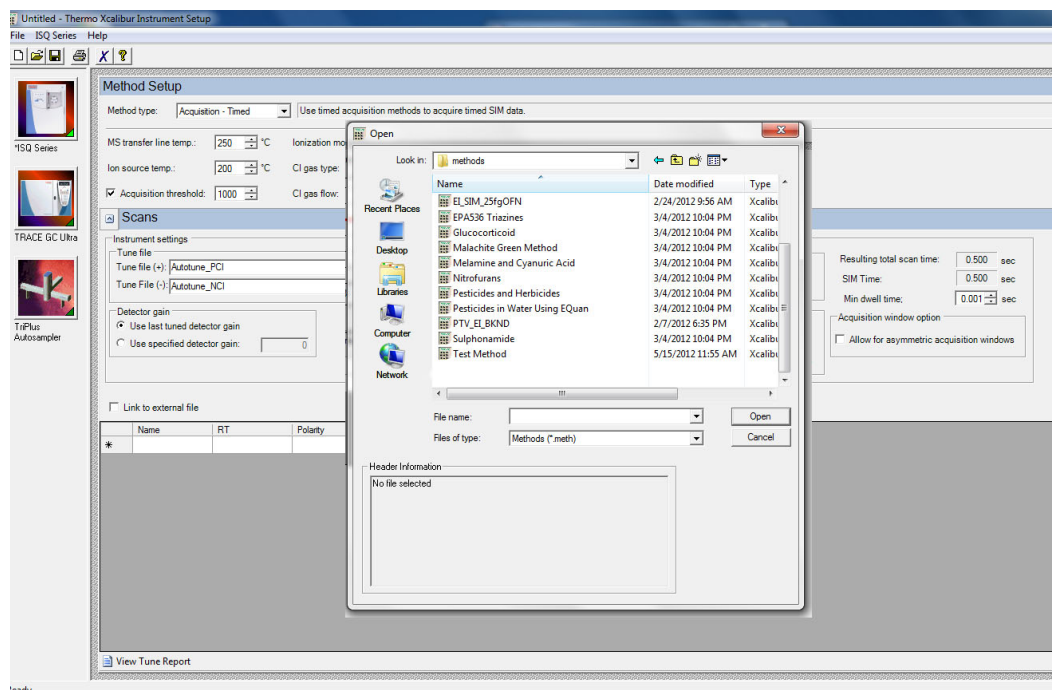 Untitled - Thermo Xcalibur Instrument Setup
File ISQ Series Help
Method Setup
Method type: Acquisition - Timed Use timed acquisition methods to acquire timed SIM data.
MS transfer line temp.: 250 °C Ionization mo
Ion source temp.: 200 °C CI gas type:
Acquisition threshold: 1000 CI gas flow:
*ISQ Series
TRACE GC Ultra
TriPlus
Autosampler
Scans
Instrument settings
Tune file
Tune file (+): Autotune_PCI
Tune File (-): Autotune_NCI
Detector gain
Use last tuned detector gain
Use specified detector gain: 0
Link to external file
Name RT Polarity
View Tune Report
Open
Look in: methods
Recent Places
Desktop
Libraries
Computer
Network
Name Date modified Type
EI_SIM_25fgOFN 2/24/2012 9:56 AM Xcalibu
EPA536 Triazines 3/4/2012 10:04 PM Xcalibu
Glucocorticoid 3/4/2012 10:04 PM Xcalibu
Malachite Green Method 3/4/2012 10:04 PM Xcalibu
Melamine and Cyanuric Acid 3/4/2012 10:04 PM Xcalibu
Nitrofurans 3/4/2012 10:04 PM Xcalibu
Pesticides and Herbicides 3/4/2012 10:04 PM Xcalibu
Pesticides in Water Using EQuan 3/4/2012 10:04 PM Xcalibu
PTV_EI_BKND 2/7/2012 6:35 PM Xcalibu
Sulphonamide 3/4/2012 10:04 PM Xcalibu
Test Method 5/15/2012 11:55 AM Xcalibu
File name: Open
Files of type: Methods (*.meth) Cancel
Header Information
No file selected
Resulting total scan time: 0.500 sec
SIM Time: 0.500 sec
Min dwell time; 0.001 sec
Acquisition window option
Allow for asymmetric acquisition windows